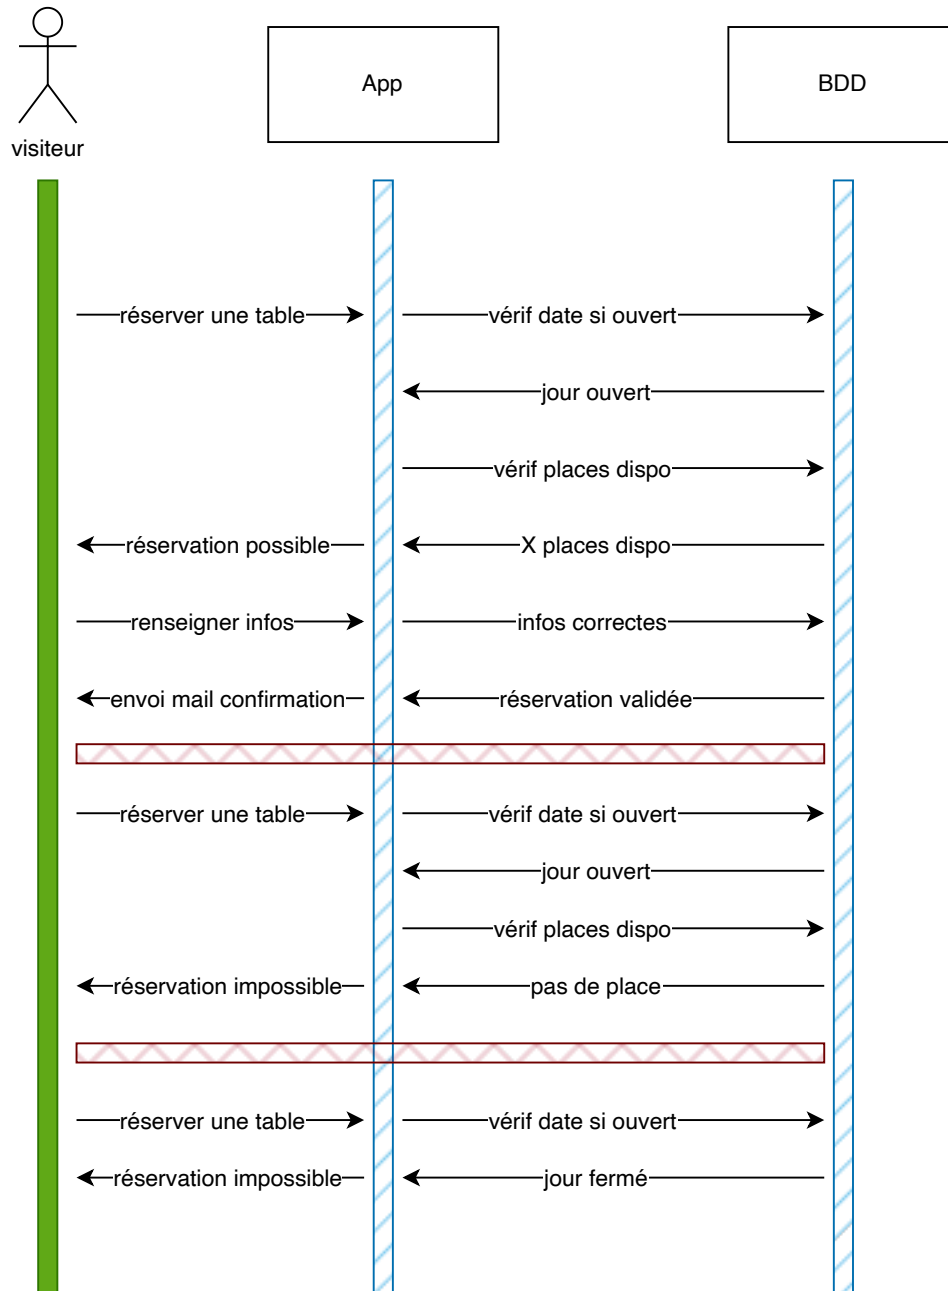 visiteur
App
BDD
réserver une table
vérif date si ouvert
jour ouvert
vérif places dispo
réservation possible
X places dispo
renseigner infos
infos correctes
envoi mail confirmation
réservation validée
réserver une table
vérif date si ouvert
jour ouvert
vérif places dispo
réservation impossible
pas de place
réserver une table
vérif date si ouvert
réservation impossible
jour fermé